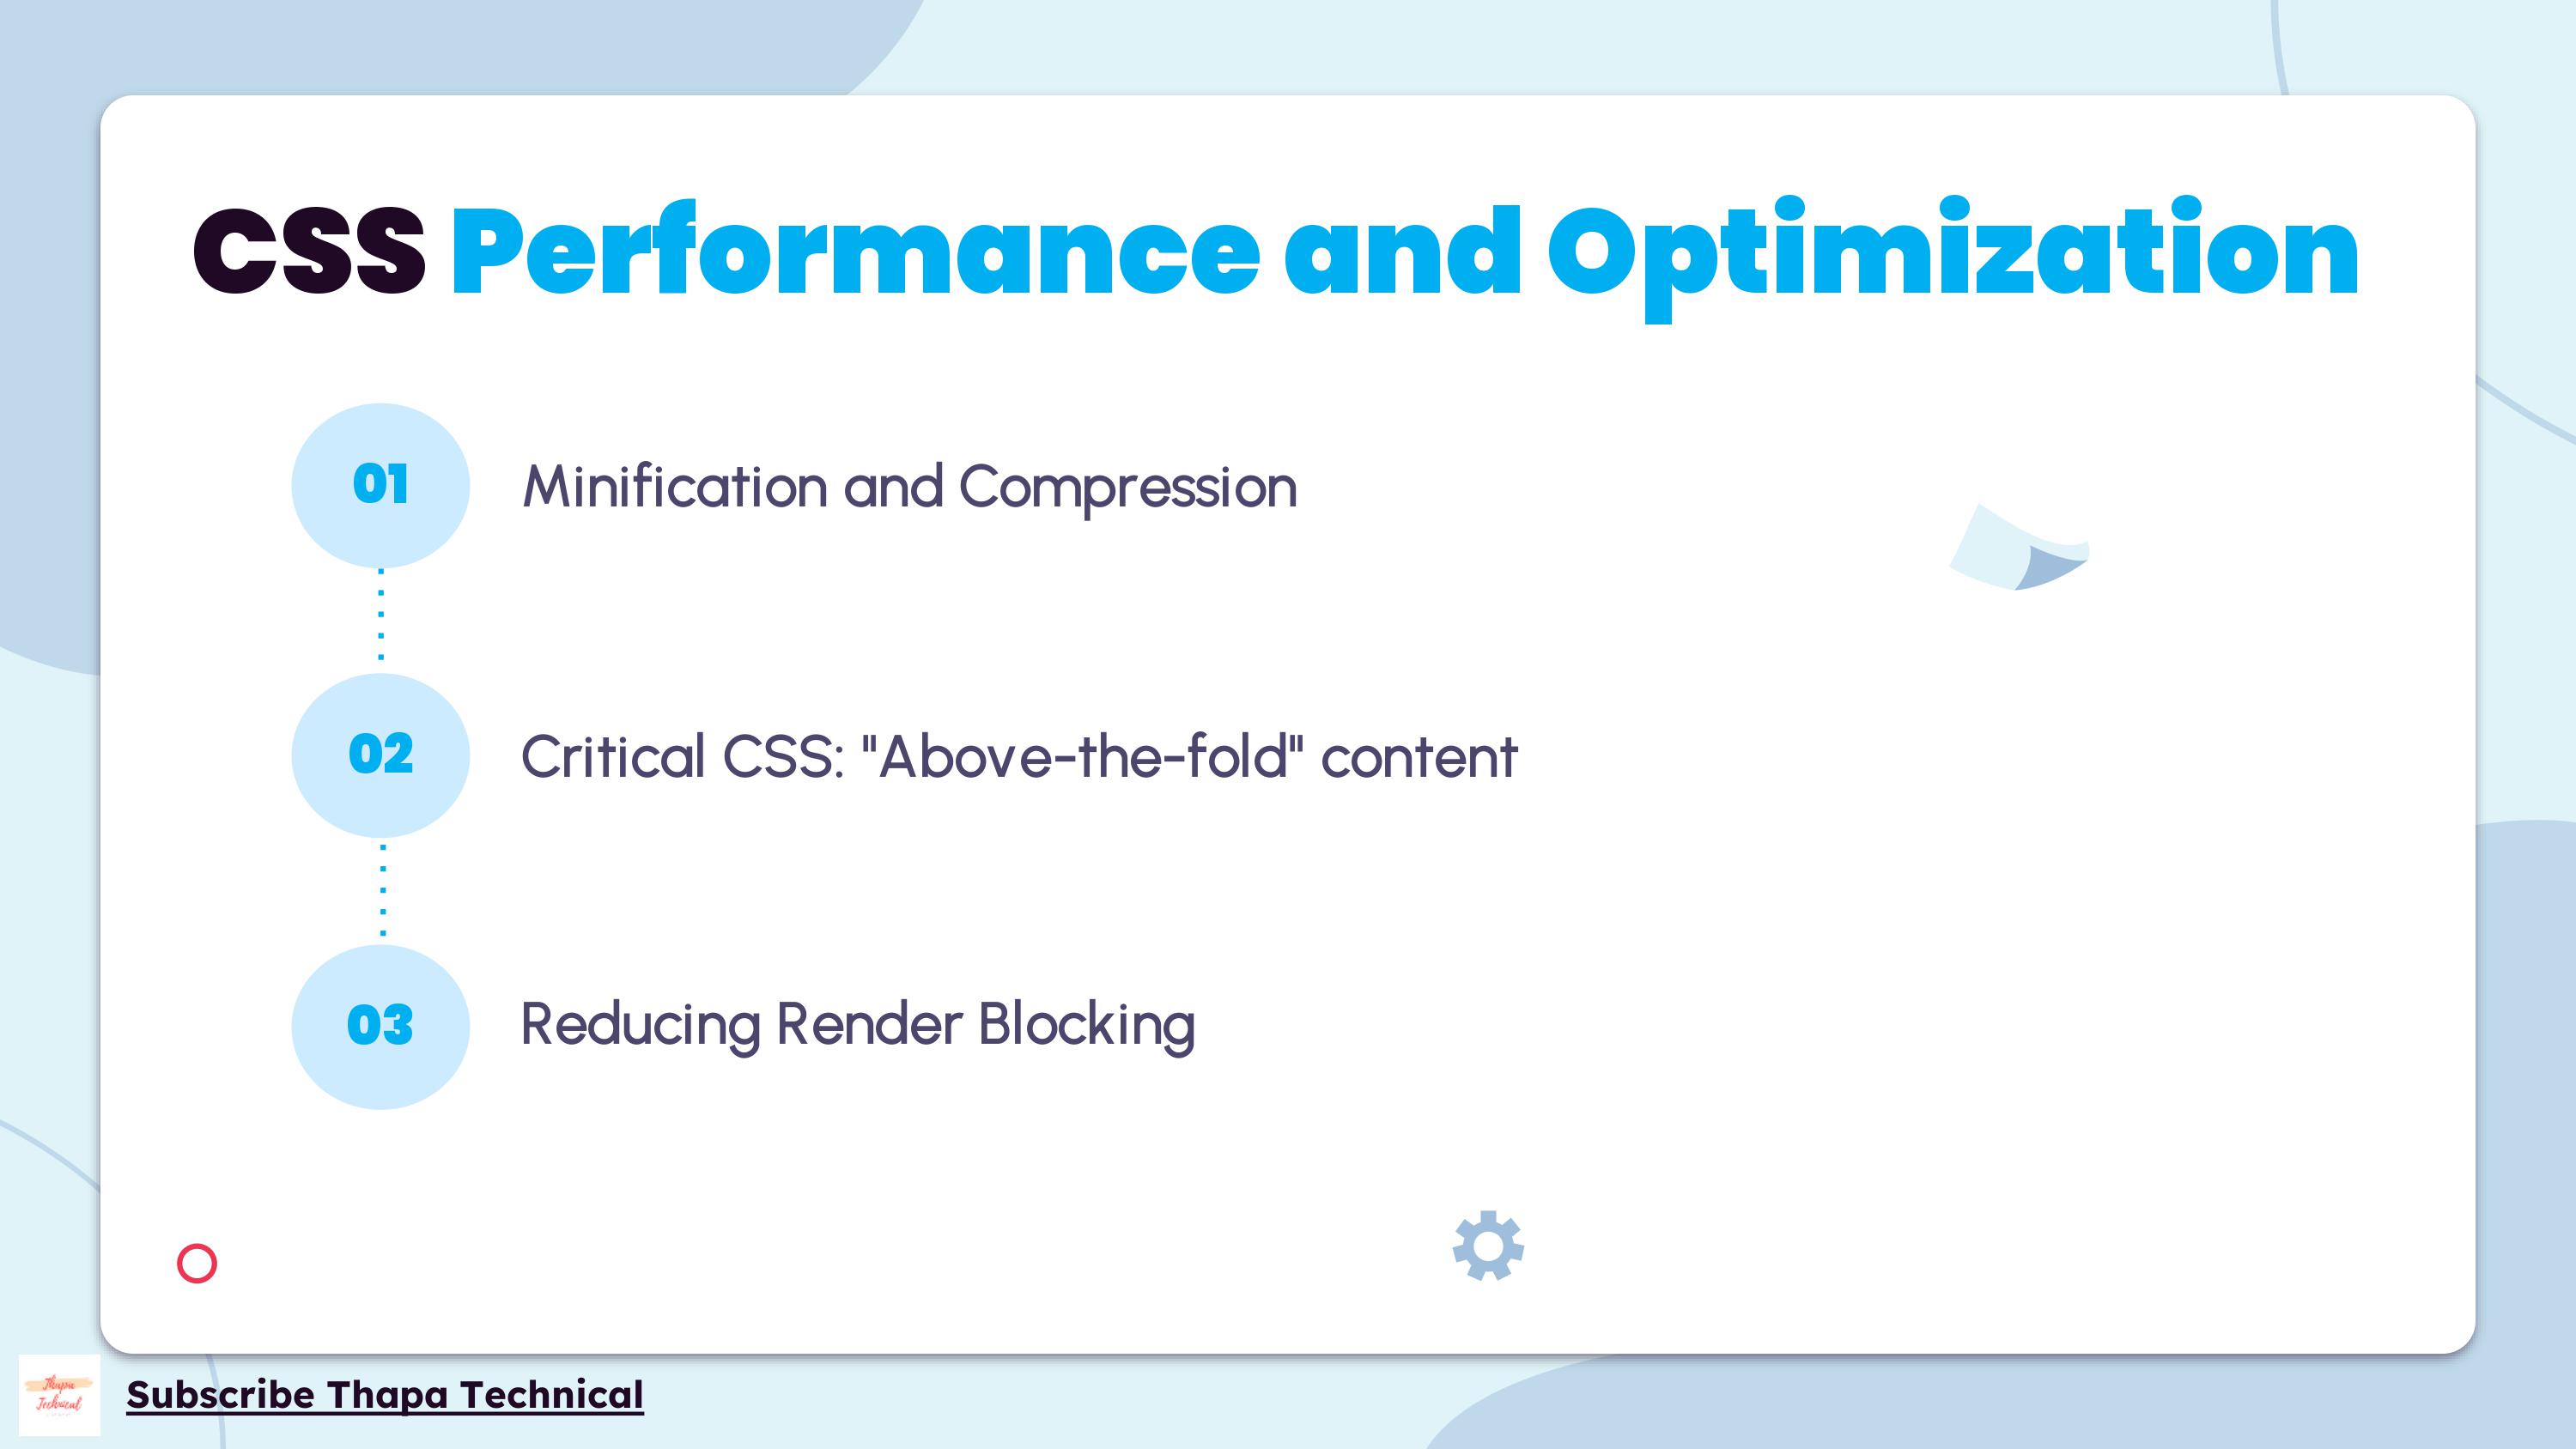 CSS Performance and Optimization
01
Minification and Compression
02
Critical CSS: "Above-the-fold" content
03
Reducing Render Blocking
Thapa
Technical
Subscribe Thapa Technical